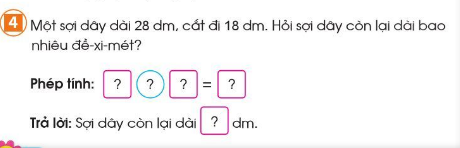 4 Một sợi dây dài 28 dm, cắt đi 18 dm. Hỏi sợi dây còn lại dài bao
nhiêu đề-xi-mét?
Phép tính: ? ? ? = ?
Trả lời: Sợi dây còn lại dài ? dm.